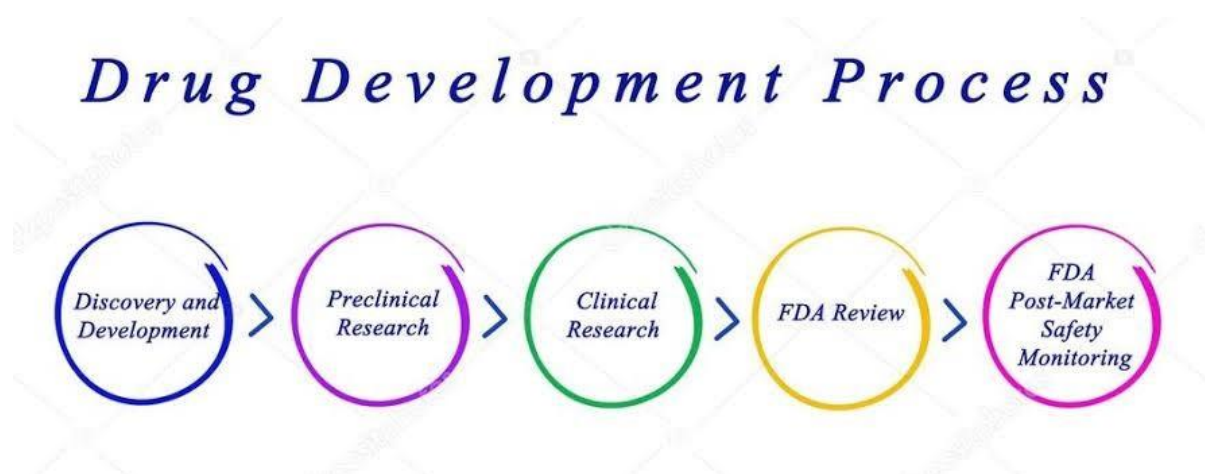 Drug Development Process
Discovery and
Development
Preclinical
Research
Clinical
Research
FDA Review
FDA
Post-Market
Safety
Monitoring